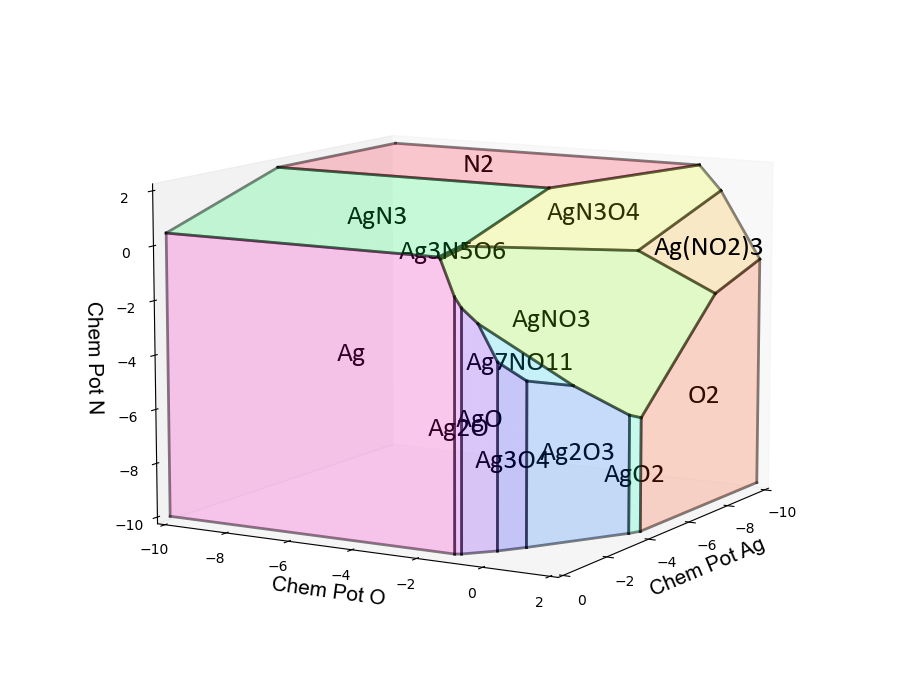 N2
AgN3
AgN3O4
Ag3N5O6
Ag(NO2)3
AgNO3
Ag
Ag7NO11
O2
AgO
Ag2O
Ag2O3
Ag3O4
AgO2
2
0
−2
−4
−6
−8
−10
Chem Pot N
−10
−8
−6
−4
−2
0
2
Chem Pot O
0
−2
−4
−6
−8
−10
Chem Pot Ag